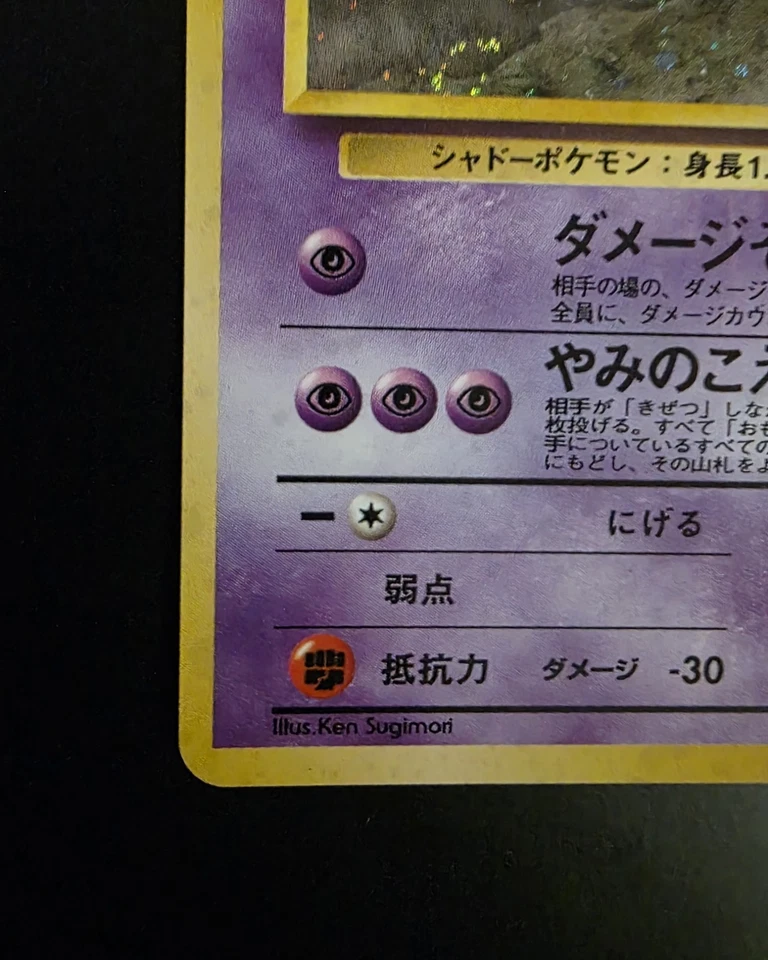 シャドーポケモン：身長1.
ダメージそ
相手の場の、ダメージ
全員に、ダメージカウ
やみのこえ
相手が「きぜつ」しな
枚投げる。すべて「おも
手についているすべての
にもどし、その山札をよ
ー にげる
弱点
抵抗力 ダメージ -30
Illus.Ken Sugimori